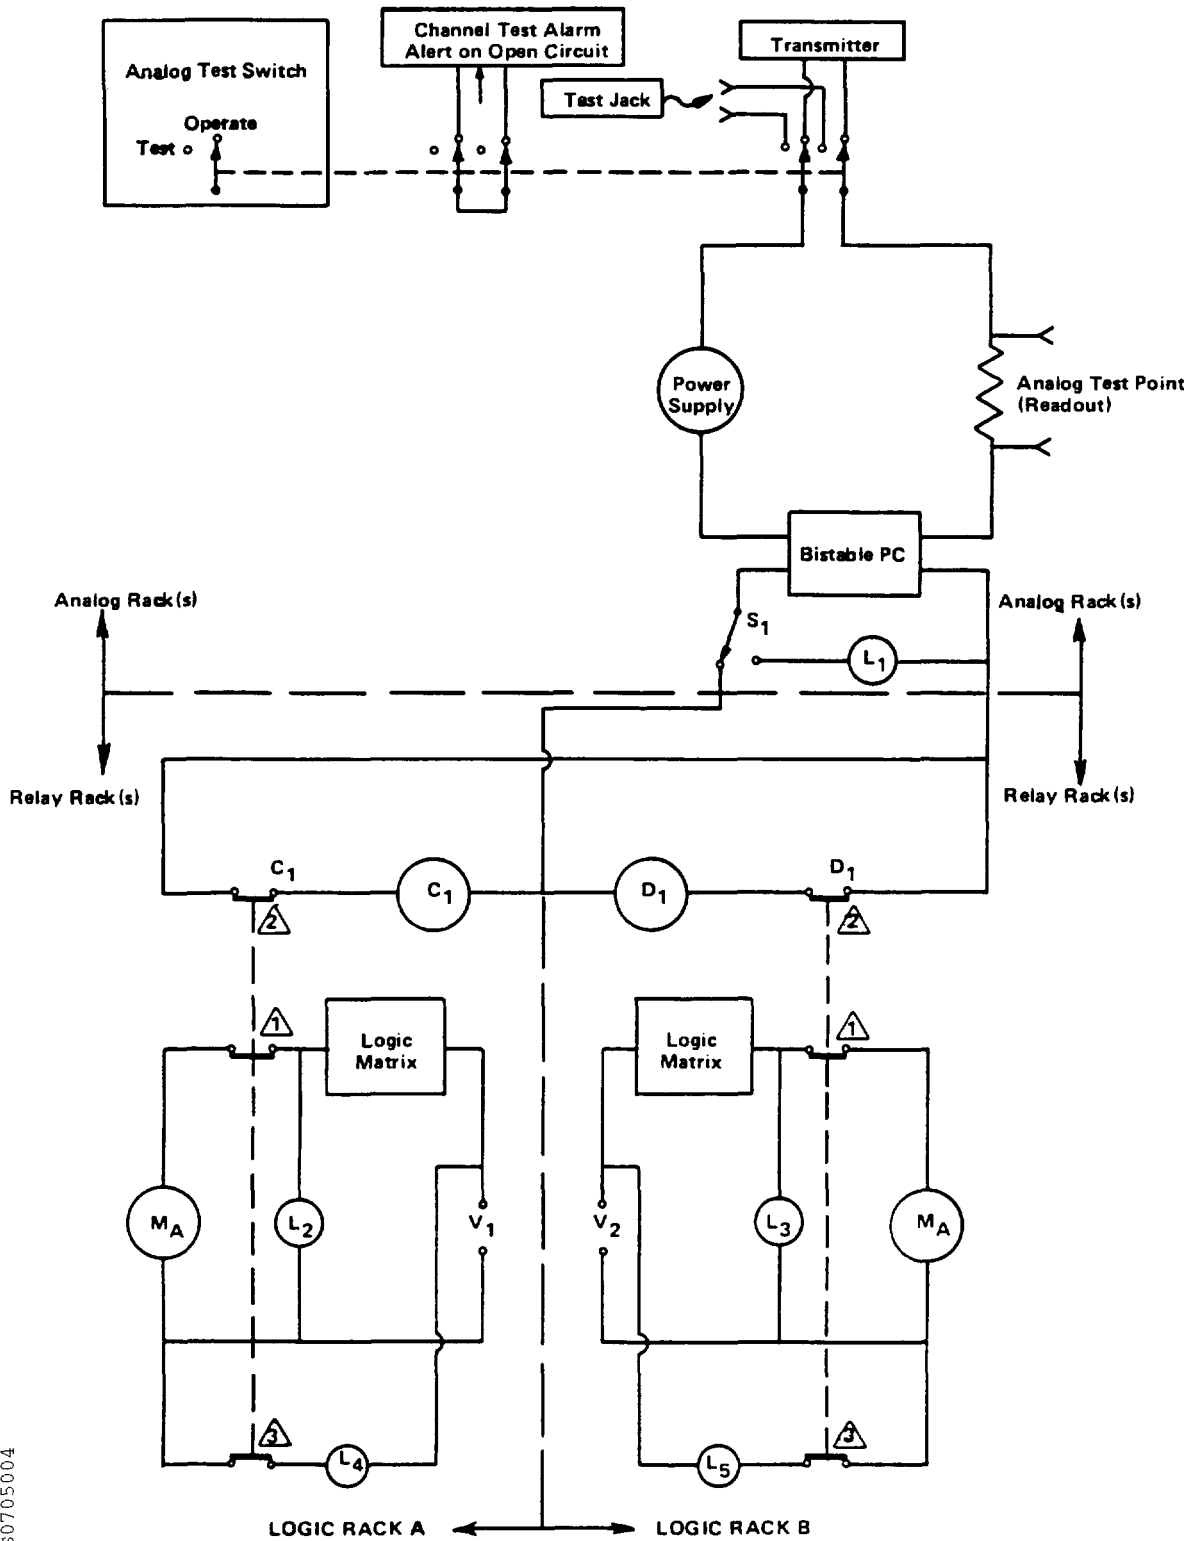 Channel Test Alarm
Alert on Open Circuit
Transmitter
Analog Test Switch
Test Jack
Operate
Test
Power
Supply
Analog Test Point
(Readout)
Bistable PC
Analog Rack(s)
Analog Rack(s)
S1
L1
Relay Rack(s)
Relay Rack(s)
C1
D1
C1
D1
2
2
1
1
Logic
Matrix
Logic
Matrix
MA
L2
V1
V2
L3
MA
3
3
L4
L5
LOGIC RACK A
LOGIC RACK B